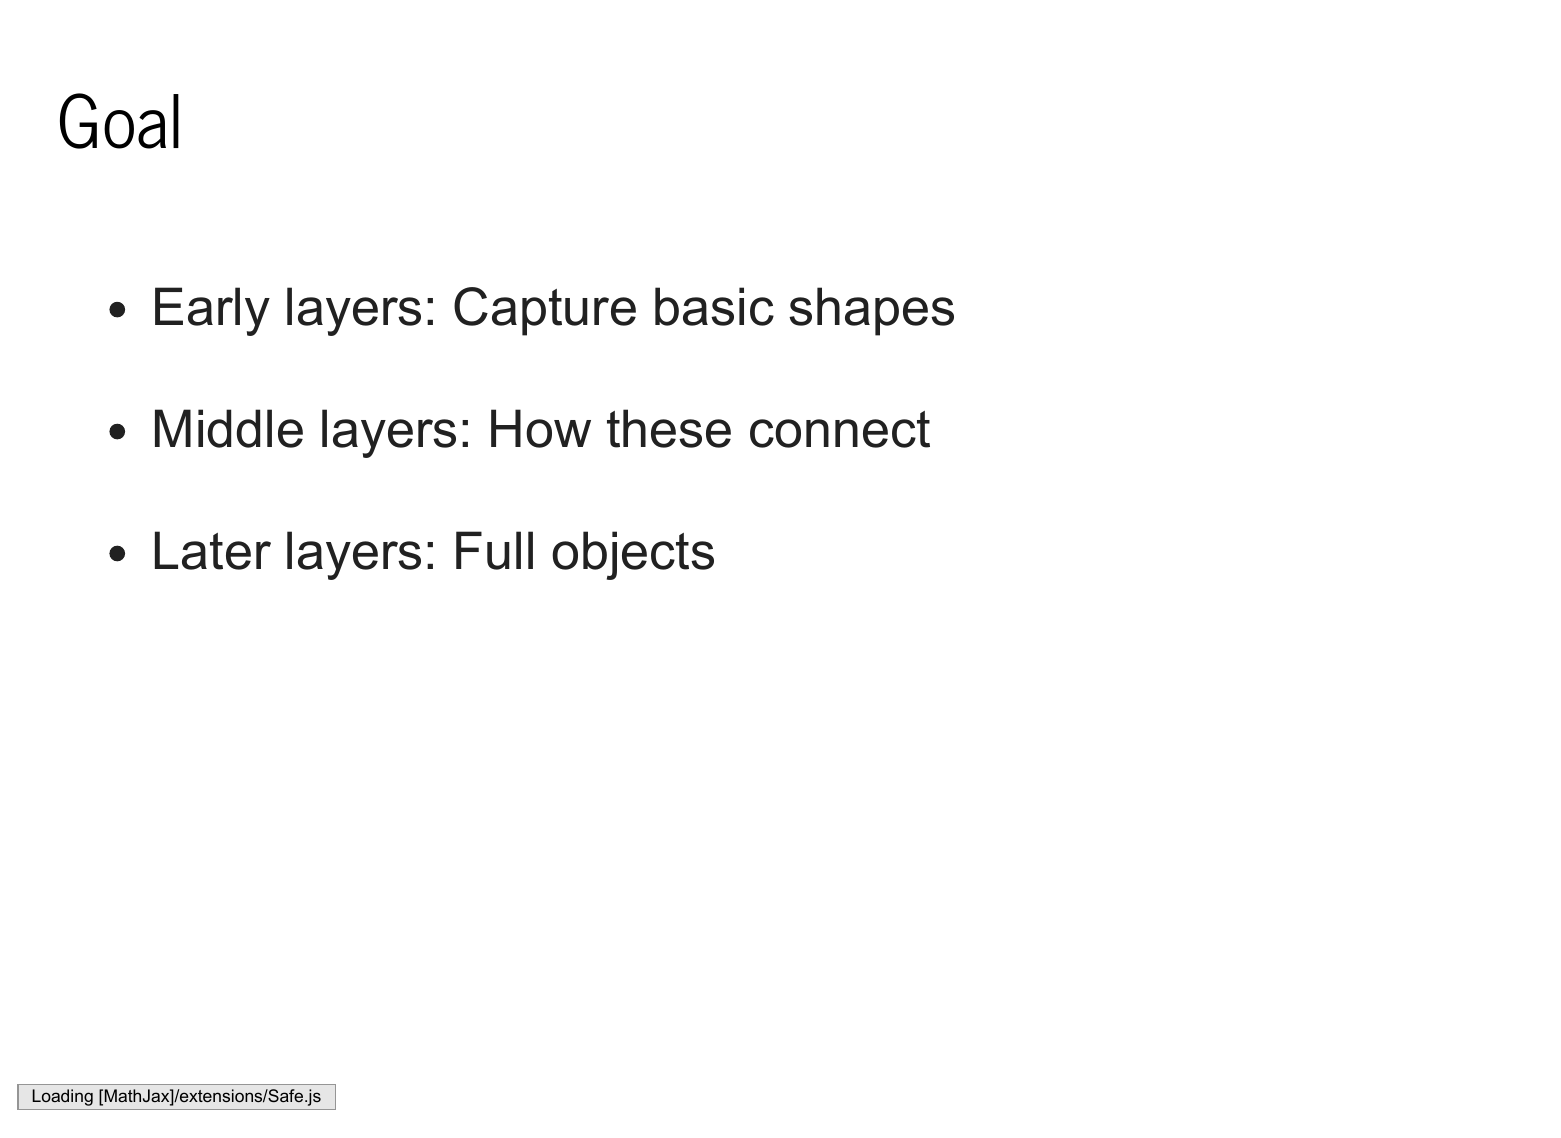 Goal
• Early layers: Capture basic shapes
• Middle layers: How these connect
• Later layers: Full objects
Loading [MathJax]/extensions/Safe.js